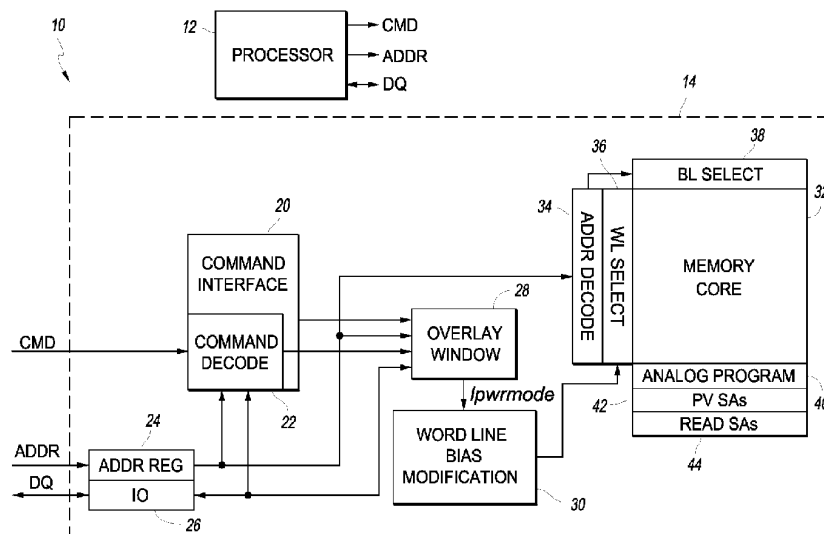 10
12
PROCESSOR
CMD
ADDR
DQ
14
38
36
BL SELECT
34
32
ADDR DECODE
WL SELECT
MEMORY
CORE
20
COMMAND
INTERFACE
28
OVERLAY
WINDOW
CMD
COMMAND
DECODE
22
lpwrmode
ANALOG PROGRAM
40
42
PV SAs
READ SAs
44
24
ADDR
ADDR REG
DQ
IO
26
WORD LINE
BIAS
MODIFICATION
30